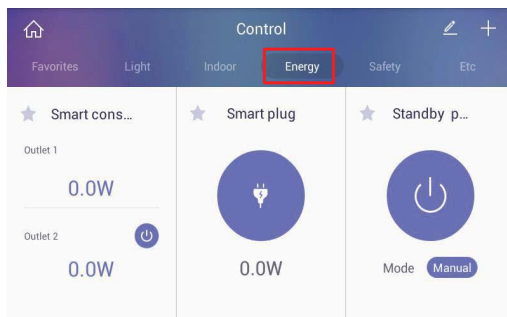 Control
Favorites Light Indoor Energy Safety Etc
Smart cons... Smart plug Standby p...
Outlet 1
0.0W
Outlet 2
0.0W
0.0W
Mode Manual